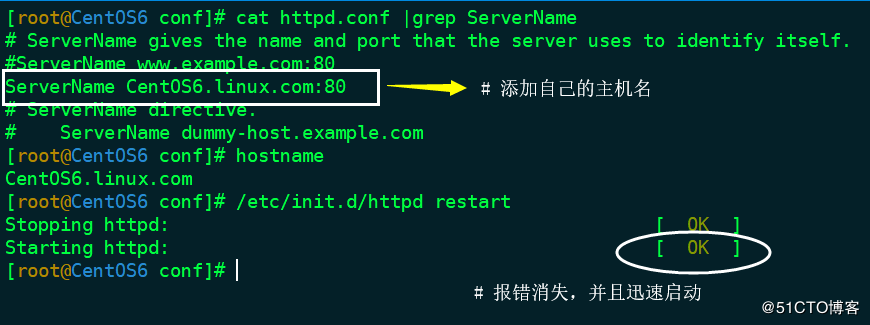 [root@CentOS6 conf]# cat httpd.conf |grep ServerName
# ServerName gives the name and port that the server uses to identify itself.
#ServerName www.example.com:80
ServerName CentOS6.linux.com:80 # 添加自己的主机名
# ServerName directive.
#    ServerName dummy-host.example.com
[root@CentOS6 conf]# hostname
CentOS6.linux.com
[root@CentOS6 conf]# /etc/init.d/httpd restart
Stopping httpd: [  OK  ]
Starting httpd: [  OK  ]
[root@CentOS6 conf]#
# 报错消失，并且迅速启动
@51CTO博客